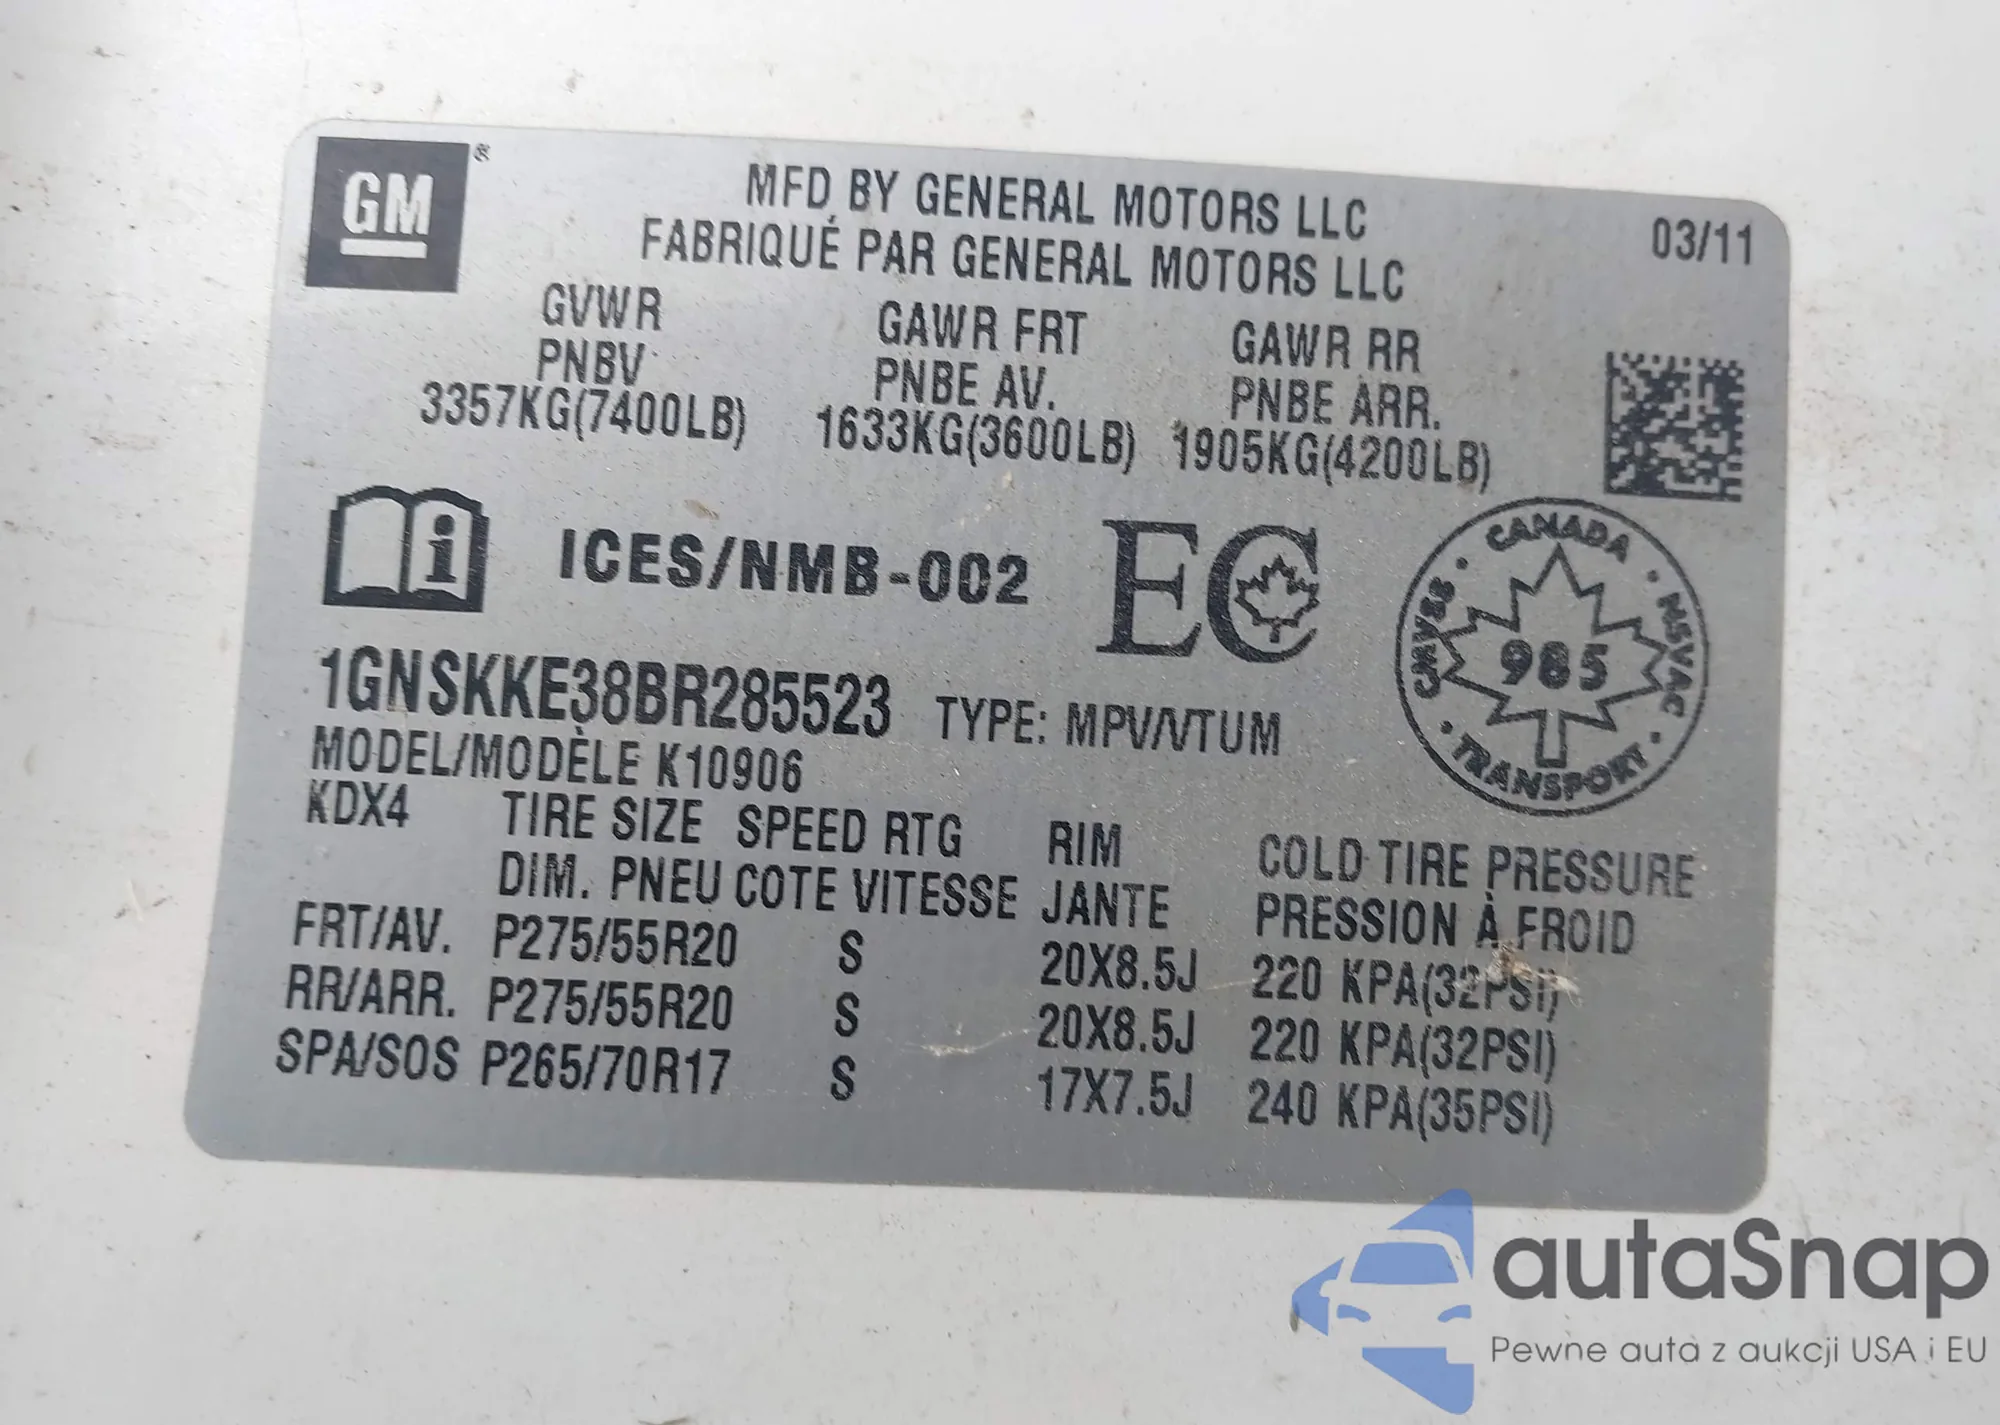 GM ®
MFD BY GENERAL MOTORS LLC
FABRIQUÉ PAR GENERAL MOTORS LLC
03/11
GVWR GAWR FRT GAWR RR
PNBV PNBE AV. PNBE ARR.
3357KG(7400LB) 1633KG(3600LB) 1905KG(4200LB)
i ICES/NMB-002 EC
CANADA · NSVAC · TRANSPORT · CMVSS ·
985
1GNSKKE38BR285523 TYPE: MPV/VTUM
MODEL/MODÈLE K10906
KDX4 TIRE SIZE SPEED RTG RIM COLD TIRE PRESSURE
DIM. PNEU COTE VITESSE JANTE PRESSION À FROID
FRT/AV. P275/55R20 S 20X8.5J 220 KPA(32PSI)
RR/ARR. P275/55R20 S 20X8.5J 220 KPA(32PSI)
SPA/SOS P265/70R17 S 17X7.5J 240 KPA(35PSI)
autaSnap
Pewne auta z aukcji USA i EU